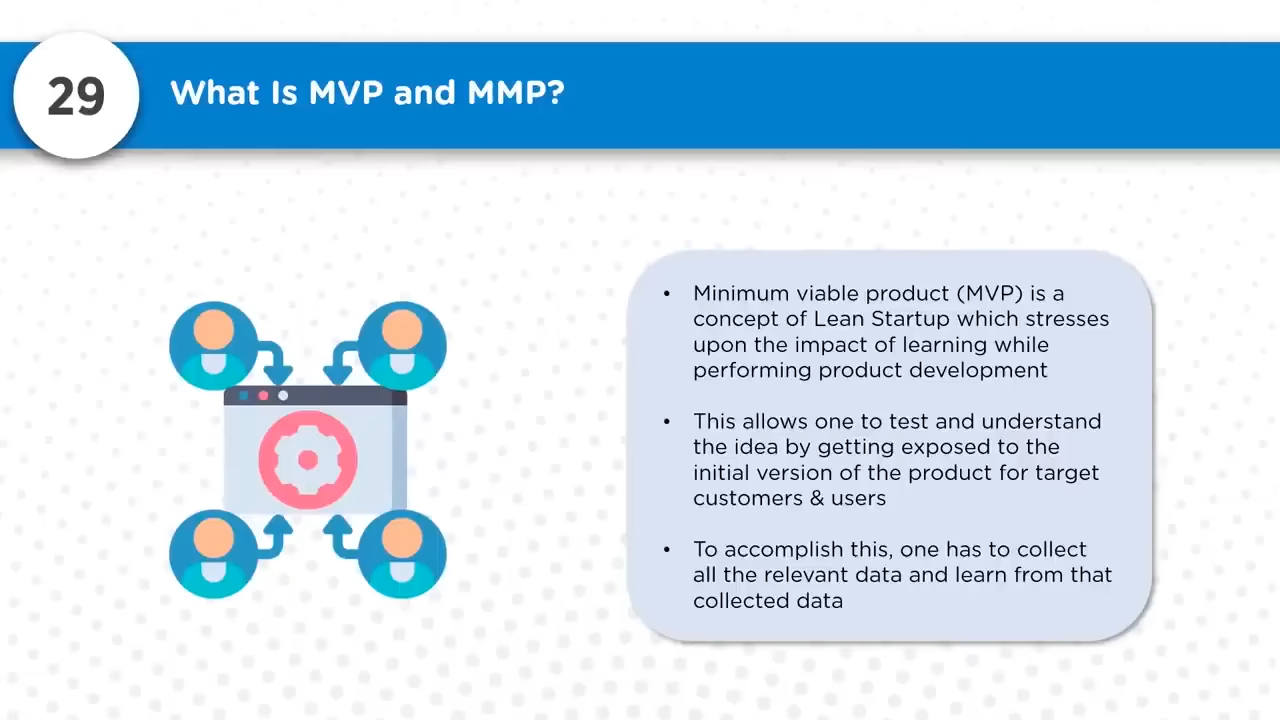 29
What Is MVP and MMP?
• Minimum viable product (MVP) is a
concept of Lean Startup which stresses
upon the impact of learning while
performing product development
• This allows one to test and understand
the idea by getting exposed to the
initial version of the product for target
customers & users
• To accomplish this, one has to collect
all the relevant data and learn from that
collected data